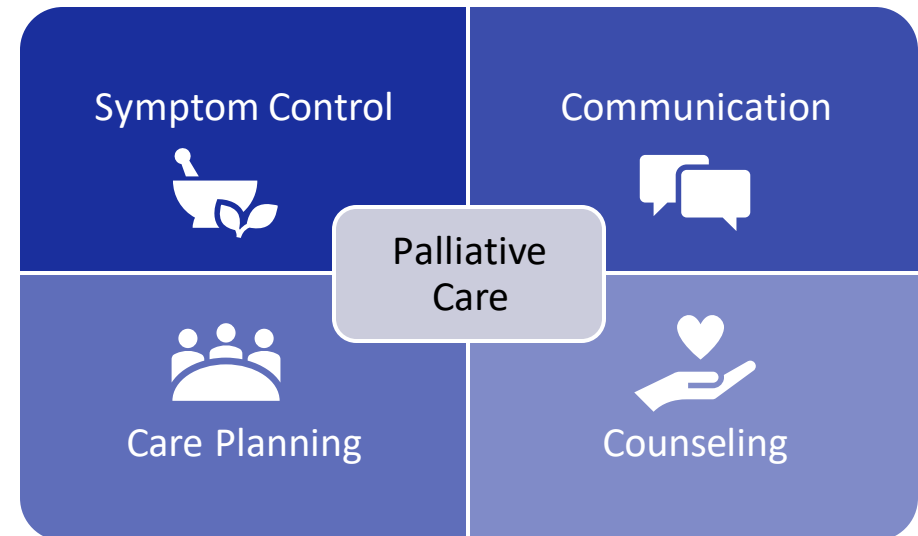 Symptom Control
Communication
Palliative
Care
Care Planning
Counseling